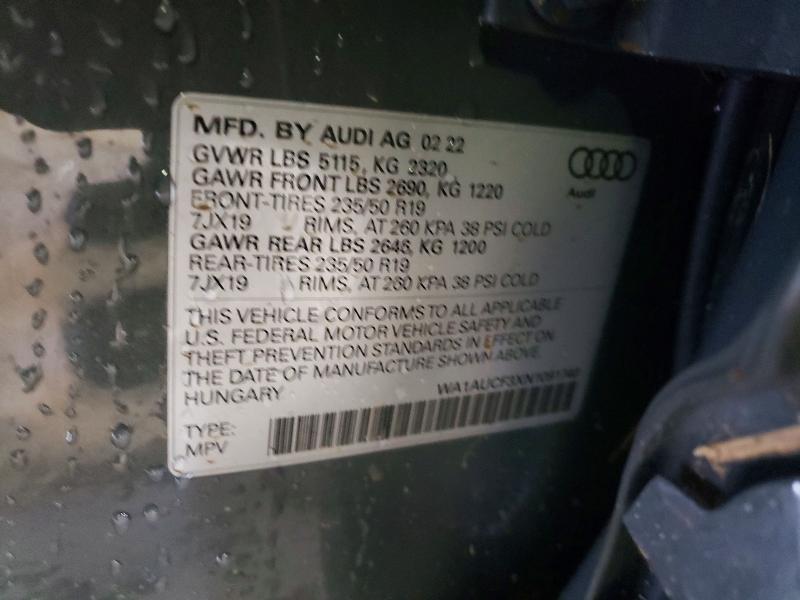 MFD. BY AUDI AG 02 22
GVWR LBS 5115, KG 2320
GAWR FRONT LBS 2690, KG 1220
FRONT-TIRES 235/50 R19
7JX19 RIMS, AT 260 KPA 38 PSI COLD
GAWR REAR LBS 2646, KG 1200
REAR-TIRES 235/50 R19
7JX19 RIMS, AT 260 KPA 38 PSI COLD
Audi
THIS VEHICLE CONFORMS TO ALL APPLICABLE
U.S. FEDERAL MOTOR VEHICLE SAFETY AND
THEFT PREVENTION STANDARDS IN EFFECT ON
THE DATE OF MANUFACTURE SHOWN ABOVE.
HUNGARY
TYPE:
MPV